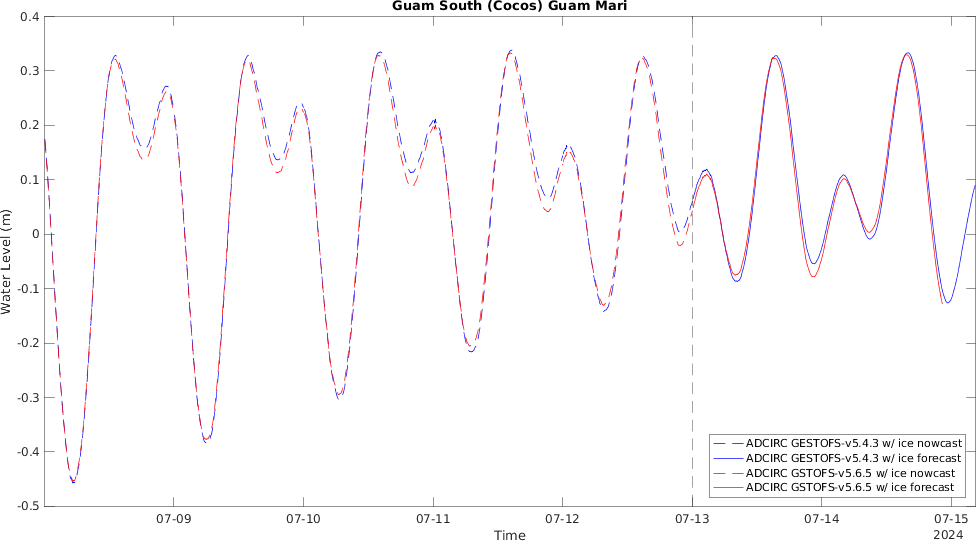 Guam South (Cocos) Guam Mari
0.4
0.3
0.2
0.1
0
-0.1
-0.2
-0.3
-0.4
-0.5
Water Level (m)
ADCIRC GESTOFS-v5.4.3 w/ ice nowcast
ADCIRC GESTOFS-v5.4.3 w/ ice forecast
ADCIRC GSTOFS-v5.6.5 w/ ice nowcast
ADCIRC GSTOFS-v5.6.5 w/ ice forecast
07-09 07-10 07-11 07-12 07-13 07-14 07-15
Time
2024